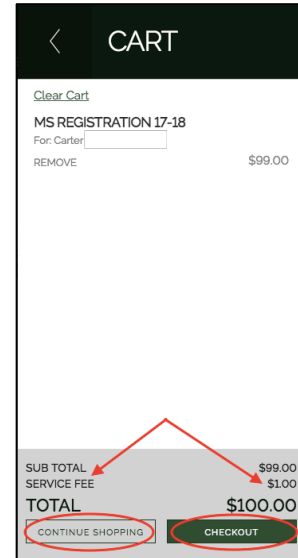 CART
Clear Cart
MS REGISTRATION 17-18
For: Carter
REMOVE $99.00
SUB TOTAL $99.00
SERVICE FEE $1.00
TOTAL $100.00
CONTINUE SHOPPING CHECKOUT